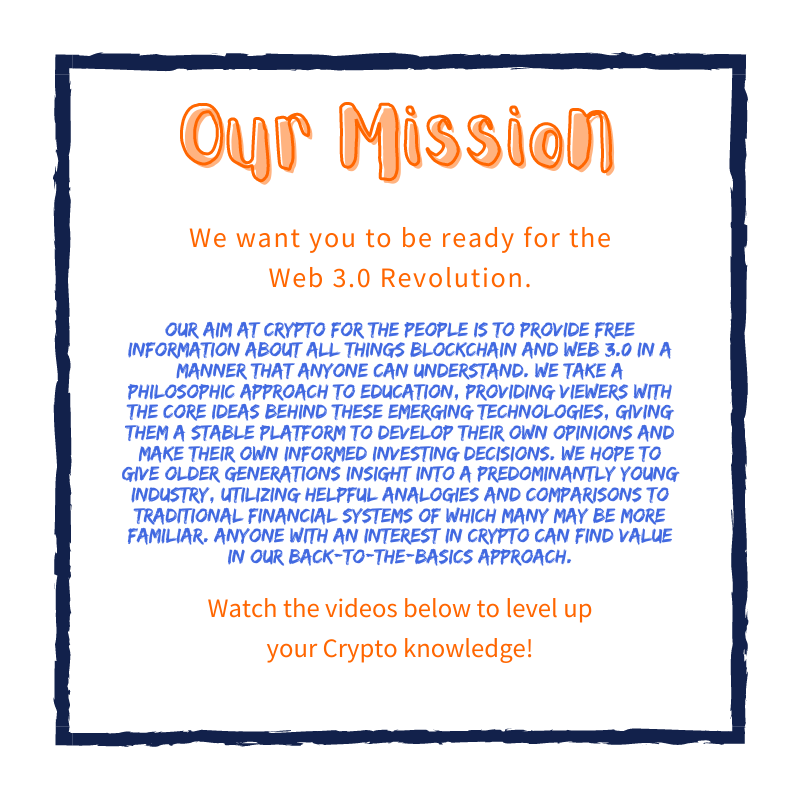 Our Mission
We want you to be ready for the
Web 3.0 Revolution.
OUR AIM AT CRYPTO FOR THE PEOPLE IS TO PROVIDE FREE
INFORMATION ABOUT ALL THINGS BLOCKCHAIN AND WEB 3.0 IN A
MANNER THAT ANYONE CAN UNDERSTAND. WE TAKE A
PHILOSOPHIC APPROACH TO EDUCATION, PROVIDING VIEWERS WITH
THE CORE IDEAS BEHIND THESE EMERGING TECHNOLOGIES, GIVING
THEM A STABLE PLATFORM TO DEVELOP THEIR OWN OPINIONS AND
MAKE THEIR OWN INFORMED INVESTING DECISIONS. WE HOPE TO
GIVE OLDER GENERATIONS INSIGHT INTO A PREDOMINANTLY YOUNG
INDUSTRY, UTILIZING HELPFUL ANALOGIES AND COMPARISONS TO
TRADITIONAL FINANCIAL SYSTEMS OF WHICH MANY MAY BE MORE
FAMILIAR. ANYONE WITH AN INTEREST IN CRYPTO CAN FIND VALUE
IN OUR BACK-TO-THE-BASICS APPROACH.
Watch the videos below to level up
your Crypto knowledge!